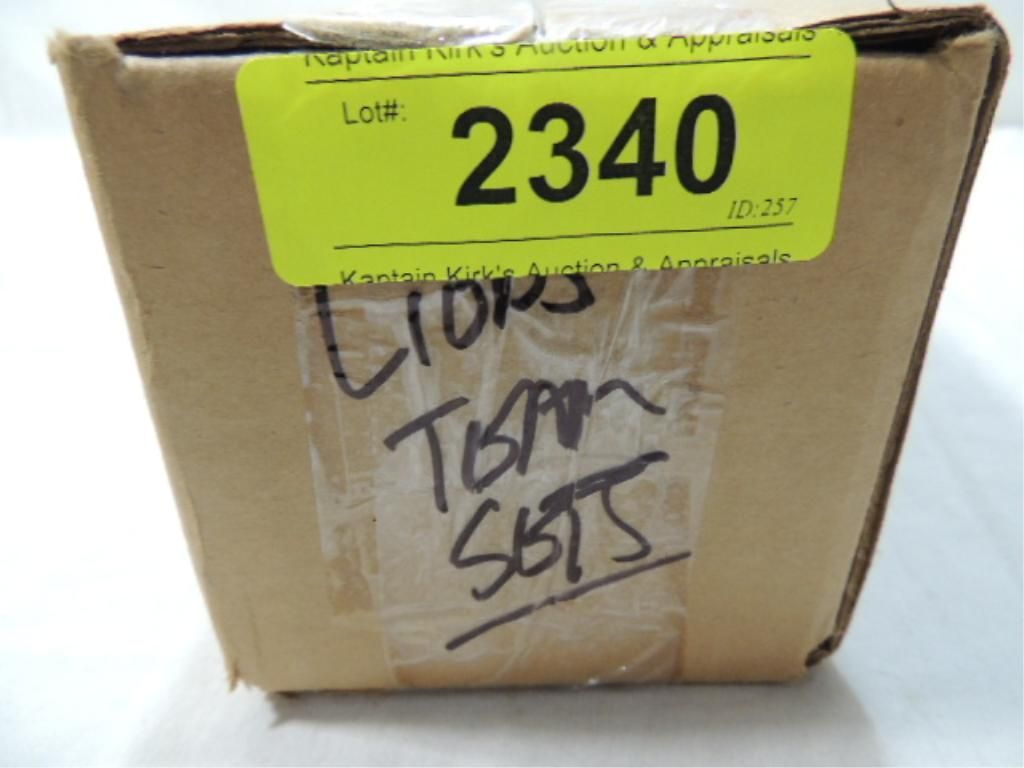 Kaptain Kirk's Auction & Appraisals
Lot#:
2340
ID:257
Kaptain Kirk's Auction & Appraisals
LIONS
TEAM
SETS